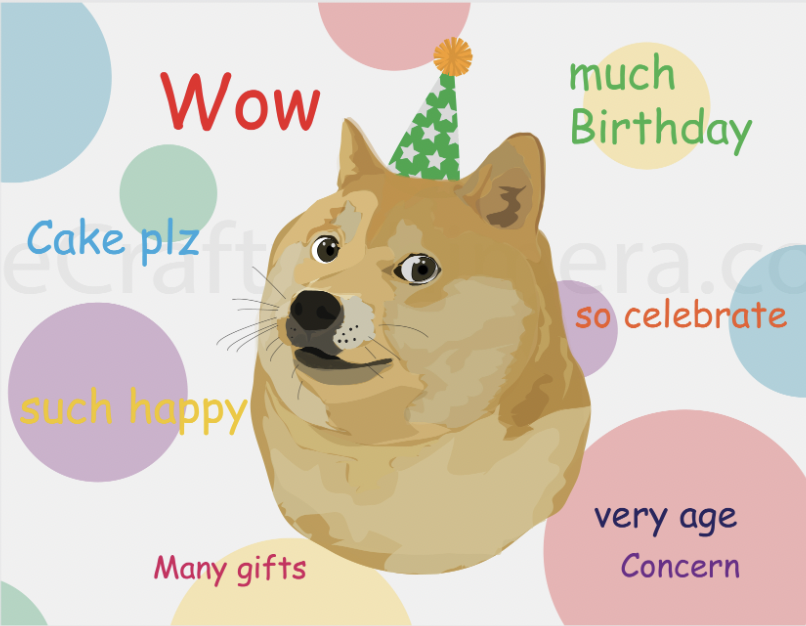 Wow
much
Birthday
Cake plz
so celebrate
such happy
very age
Concern
Many gifts